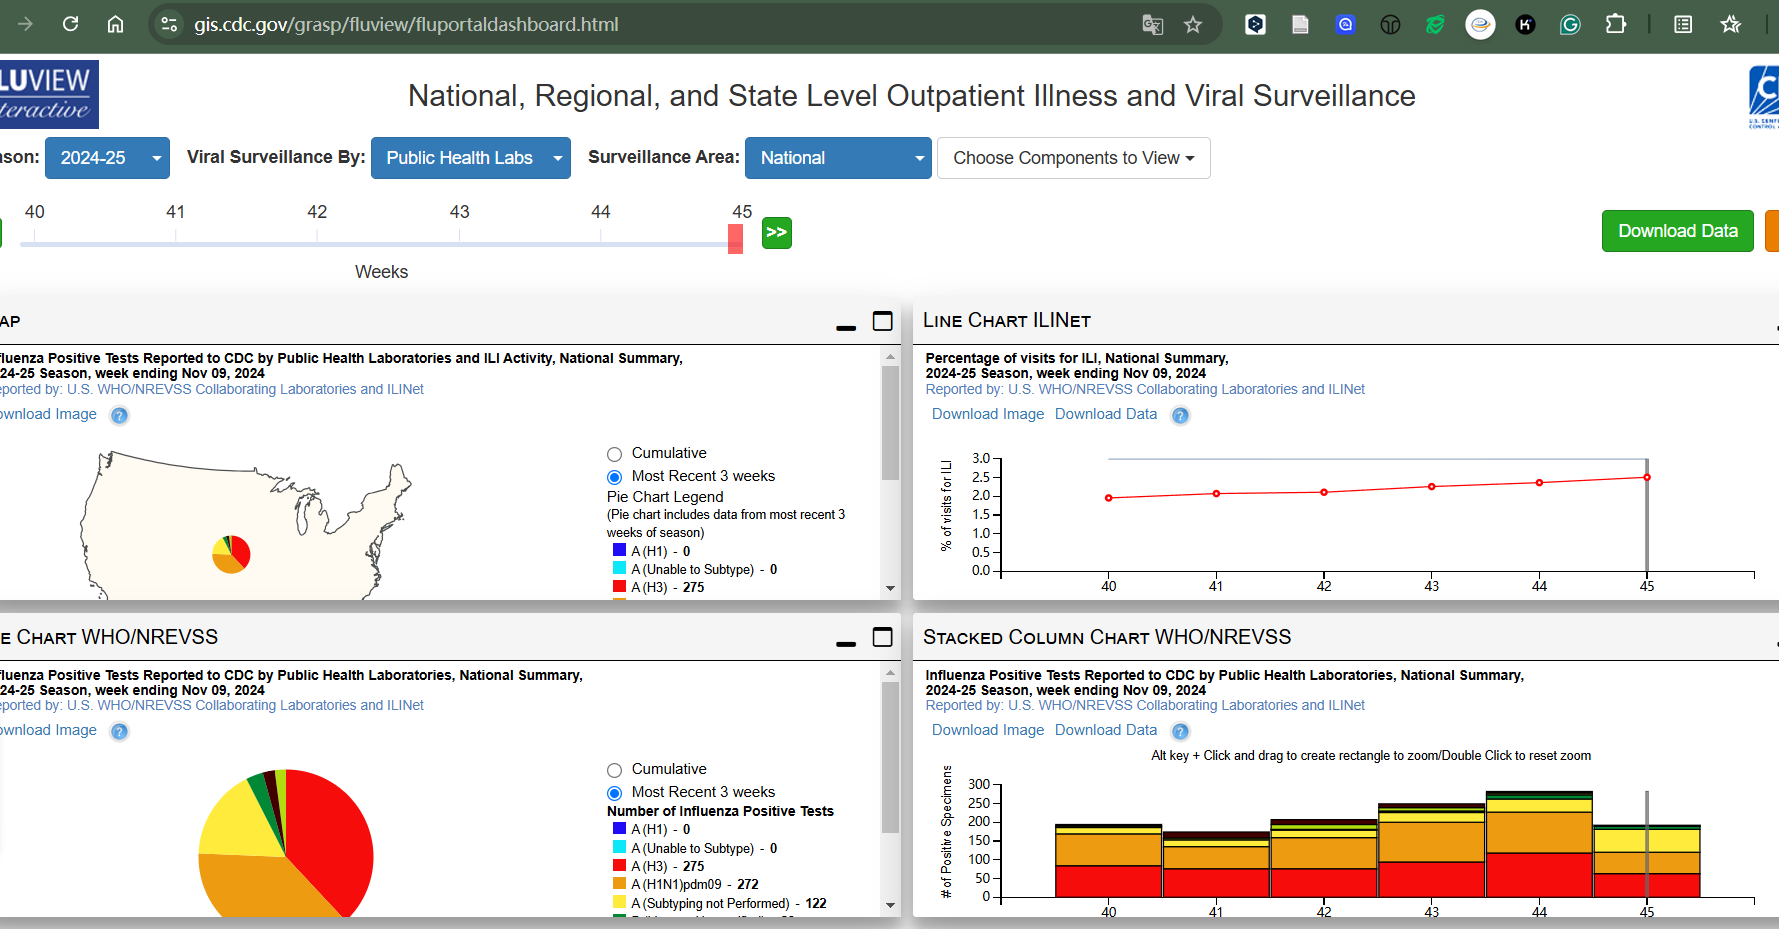 gis.cdc.gov/grasp/fluview/fluportaldashboard.html
LUVIEW
teractive
National, Regional, and State Level Outpatient Illness and Viral Surveillance
son: 2024-25 Viral Surveillance By: Public Health Labs Surveillance Area: National Choose Components to View
40 41 42 43 44 45
>>
Weeks
Download Data
AP
fluenza Positive Tests Reported to CDC by Public Health Laboratories and ILI Activity, National Summary,
24-25 Season, week ending Nov 09, 2024
eported by: U.S. WHO/NREVSS Collaborating Laboratories and ILINet
ownload Image ?
Cumulative
Most Recent 3 weeks
Pie Chart Legend
(Pie chart includes data from most recent 3
weeks of season)
A (H1) - 0
A (Unable to Subtype) - 0
A (H3) - 275
LINE CHART ILINET
Percentage of visits for ILI, National Summary,
2024-25 Season, week ending Nov 09, 2024
Reported by: U.S. WHO/NREVSS Collaborating Laboratories and ILINet
Download Image Download Data ?
% of visits for ILI
3.0
2.5
2.0
1.5
1.0
0.5
0.0
40 41 42 43 44 45
E CHART WHO/NREVSS
fluenza Positive Tests Reported to CDC by Public Health Laboratories, National Summary,
24-25 Season, week ending Nov 09, 2024
eported by: U.S. WHO/NREVSS Collaborating Laboratories and ILINet
ownload Image ?
Cumulative
Most Recent 3 weeks
Number of Influenza Positive Tests
A (H1) - 0
A (Unable to Subtype) - 0
A (H3) - 275
A (H1N1)pdm09 - 272
A (Subtyping not Performed) - 122
STACKED COLUMN CHART WHO/NREVSS
Influenza Positive Tests Reported to CDC by Public Health Laboratories, National Summary,
2024-25 Season, week ending Nov 09, 2024
Reported by: U.S. WHO/NREVSS Collaborating Laboratories and ILINet
Download Image Download Data ?
Alt key + Click and drag to create rectangle to zoom/Double Click to reset zoom
# of Positive Specimens
300
250
200
150
100
50
0
40 41 42 43 44 45